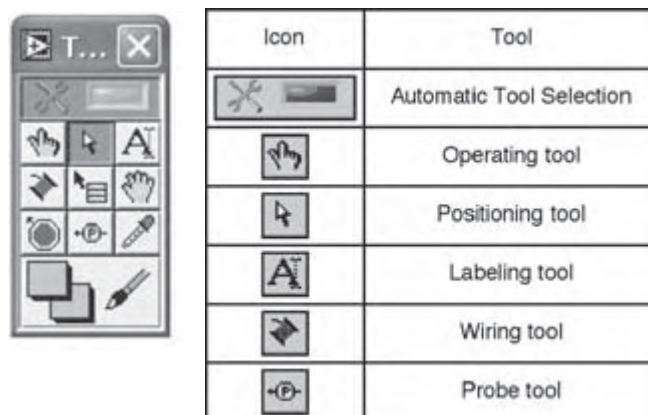 T...
Icon Tool
Automatic Tool Selection
Operating tool
Positioning tool
A Labeling tool
Wiring tool
P Probe tool